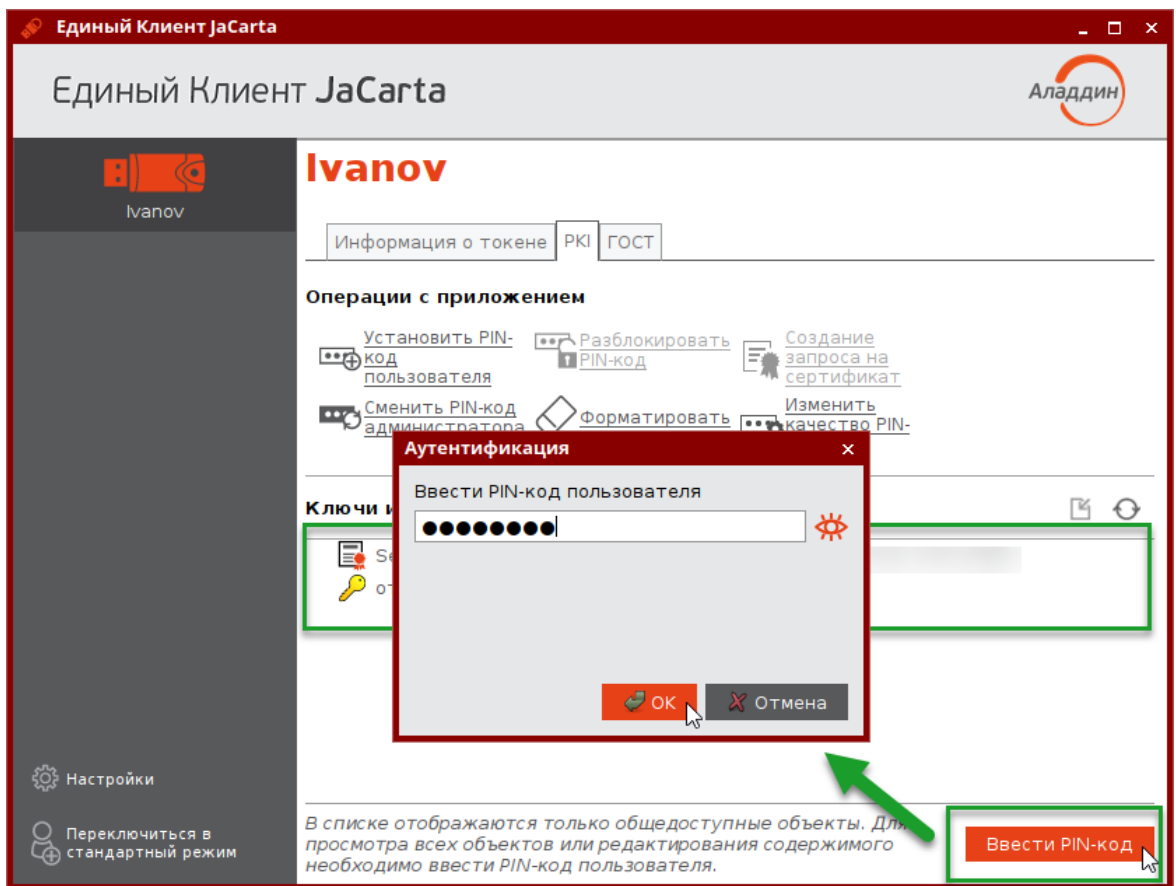 Единый Клиент JaCarta
Единый Клиент JaCarta
Аладдин
Ivanov
Ivanov
Информация о токене
PKI
ГОСТ
Операции с приложением
Установить PIN-
код
пользователя
Разблокировать
PIN-код
Создание
запроса на
сертификат
Сменить PIN-код
администратора
Форматировать
Изменить
качество PIN-
Аутентификация
Ввести PIN-код пользователя
●●●●●●●●
OK
Отмена
Ключи и
Настройки
Переключиться в
стандартный режим
В списке отображаются только общедоступные объекты. Для
просмотра всех объектов или редактирования содержимого
необходимо ввести PIN-код пользователя.
Ввести PIN-код